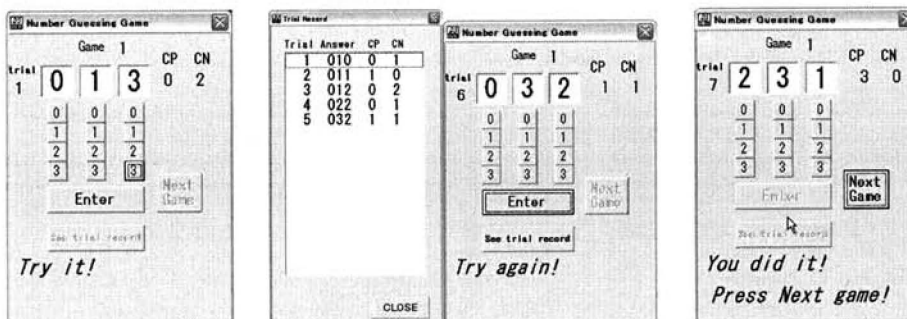 Number Guessing Game
Game 1
CP CN
trial
1 0 1 3 0 2
0 0 0
1 1 1
2 2 2
3 3 3
Enter
Next
Game
See trial record
Try it!
Trial Record
Trial Answer CP CN
1 010 0 1
2 011 1 0
3 012 0 2
4 022 0 1
5 032 1 1
CLOSE
Number Guessing Game
Game 1
CP CN
trial
6 0 3 2 1 1
0 0 0
1 1 1
2 2 2
3 3 3
Enter
Next
Game
See trial record
Try again!
Number Guessing Game
Game 1
CP CN
trial
7 2 3 1 3 0
0 0 0
1 1 1
2 2 2
3 3 3
Enter
Next
Game
See trial record
You did it!
Press Next game!